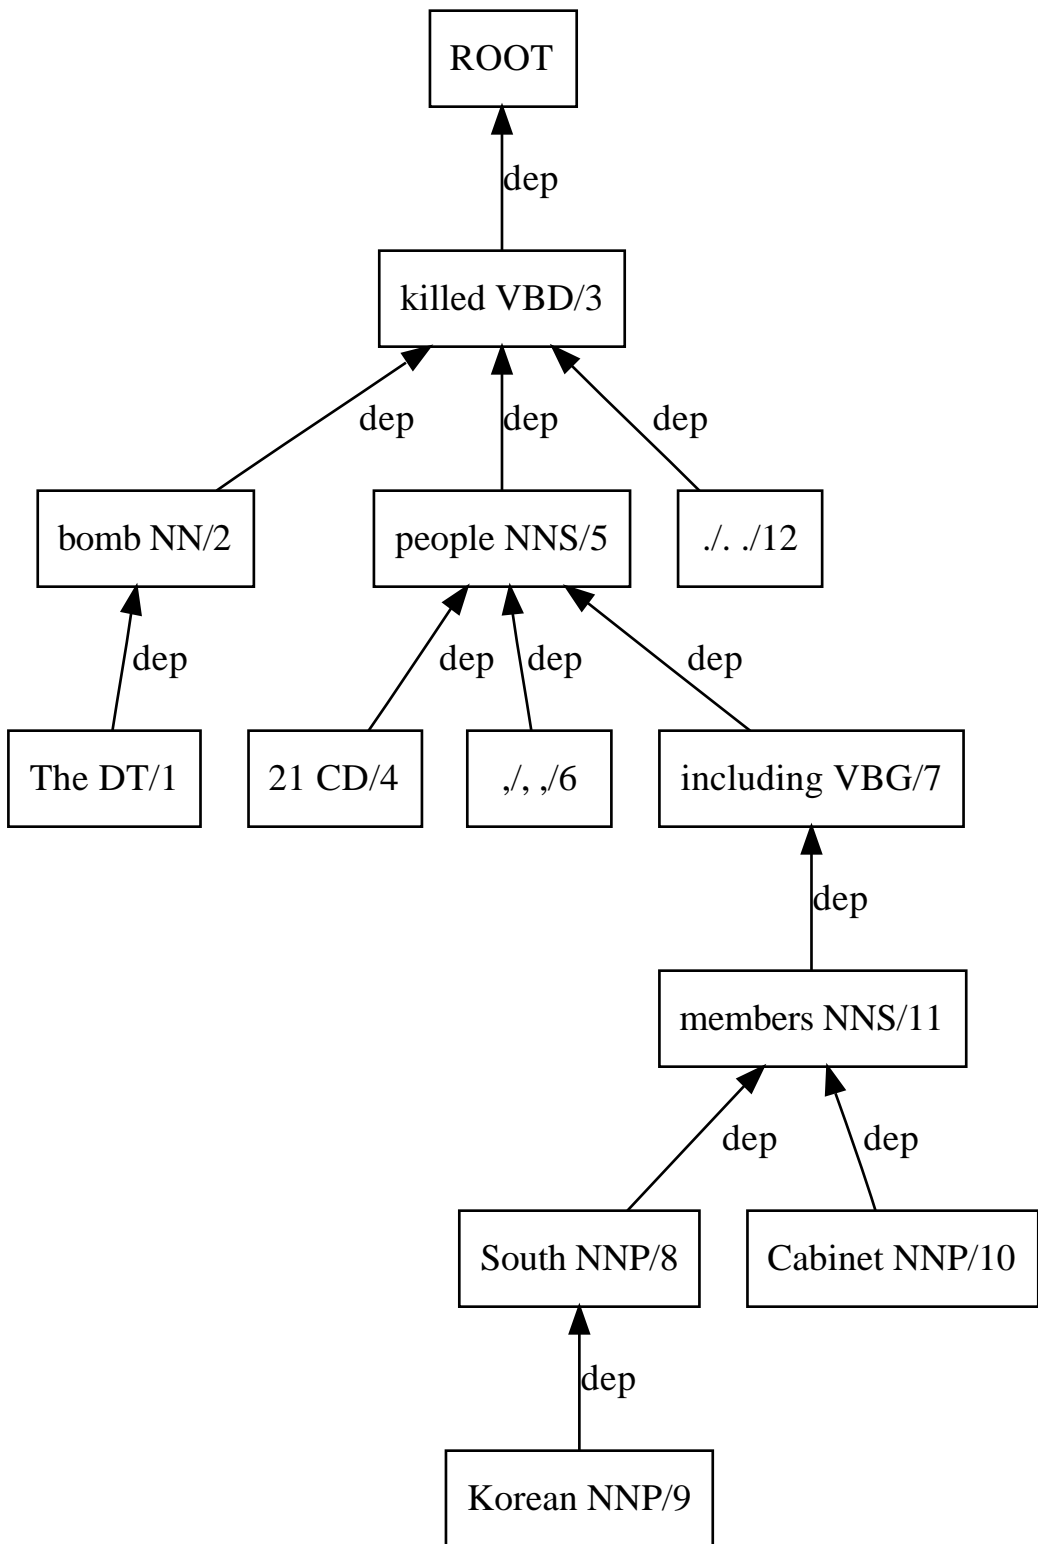 ROOT
dep
killed VBD/3
dep dep dep
bomb NN/2 people NNS/5 ./. ./12
dep dep dep dep
The DT/1 21 CD/4 ,/, ,/6 including VBG/7
dep
members NNS/11
dep dep
South NNP/8 Cabinet NNP/10
dep
Korean NNP/9